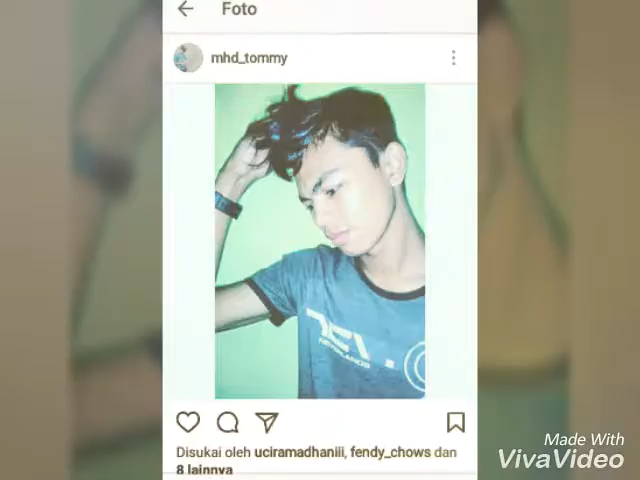 Foto
mhd_tommy
Disukai oleh uciramadhaniii, fendy_chows dan
8 lainnya
Made With
VivaVideo